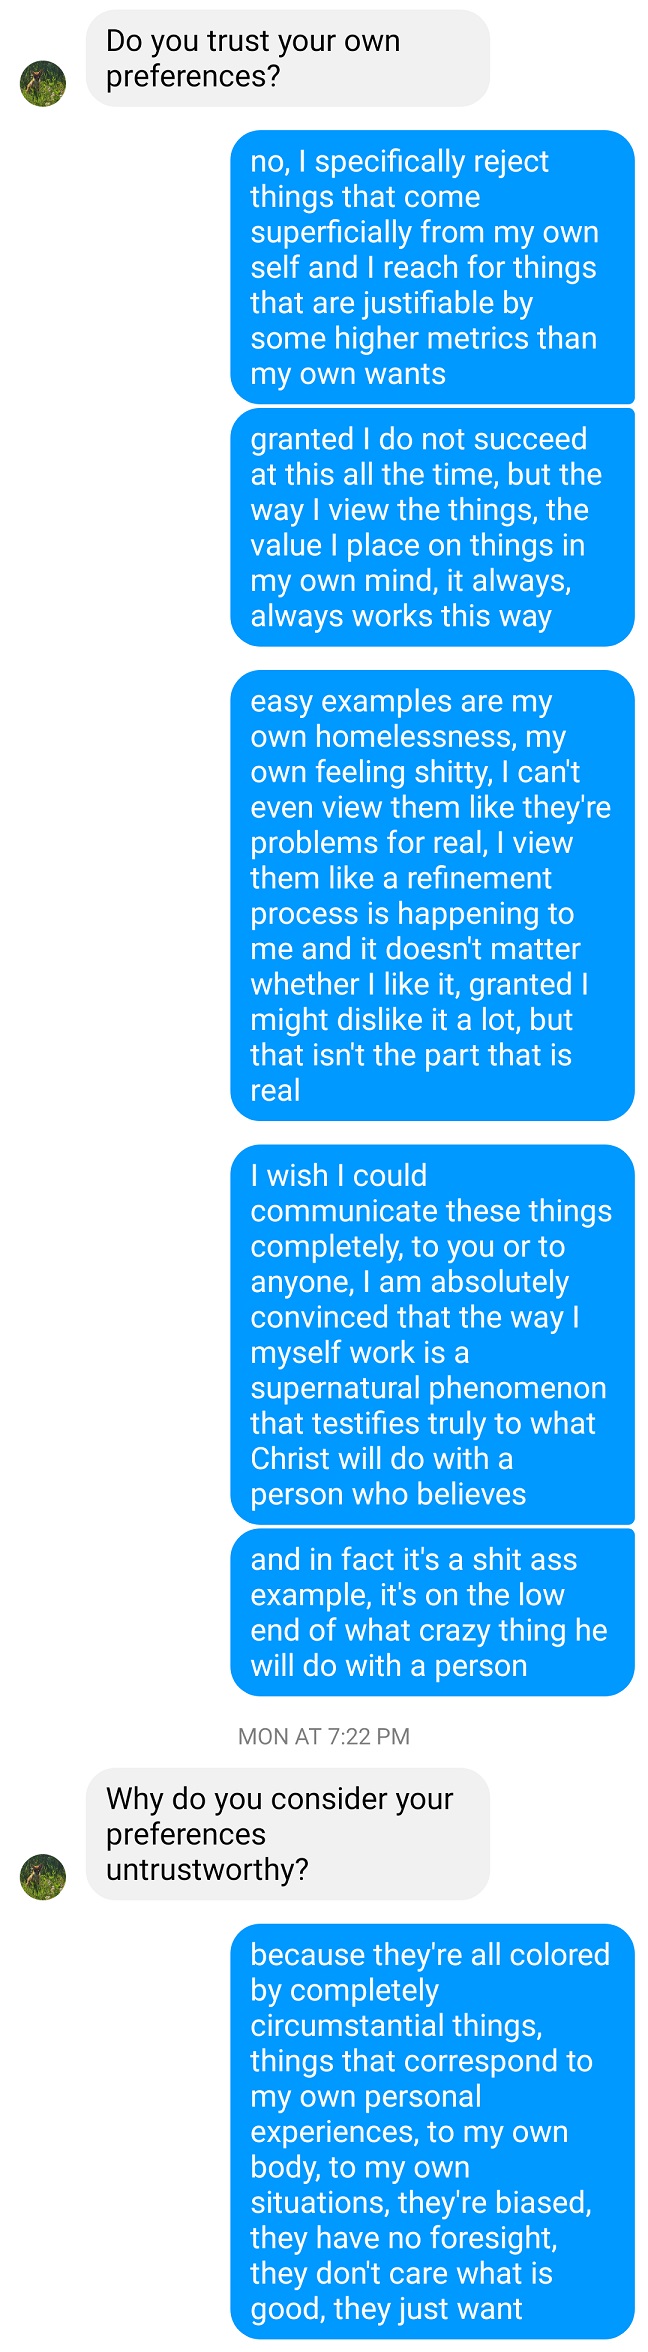 Do you trust your own
preferences?
no, I specifically reject
things that come
superficially from my own
self and I reach for things
that are justifiable by
some higher metrics than
my own wants
granted I do not succeed
at this all the time, but the
way I view the things, the
value I place on things in
my own mind, it always,
always works this way
easy examples are my
own homelessness, my
own feeling shitty, I can't
even view them like they're
problems for real, I view
them like a refinement
process is happening to
me and it doesn't matter
whether I like it, granted I
might dislike it a lot, but
that isn't the part that is
real
I wish I could
communicate these things
completely, to you or to
anyone, I am absolutely
convinced that the way I
myself work is a
supernatural phenomenon
that testifies truly to what
Christ will do with a
person who believes
and in fact it's a shit ass
example, it's on the low
end of what crazy thing he
will do with a person
MON AT 7:22 PM
Why do you consider your
preferences
untrustworthy?
because they're all colored
by completely
circumstantial things,
things that correspond to
my own personal
experiences, to my own
body, to my own
situations, they're biased,
they have no foresight,
they don't care what is
good, they just want